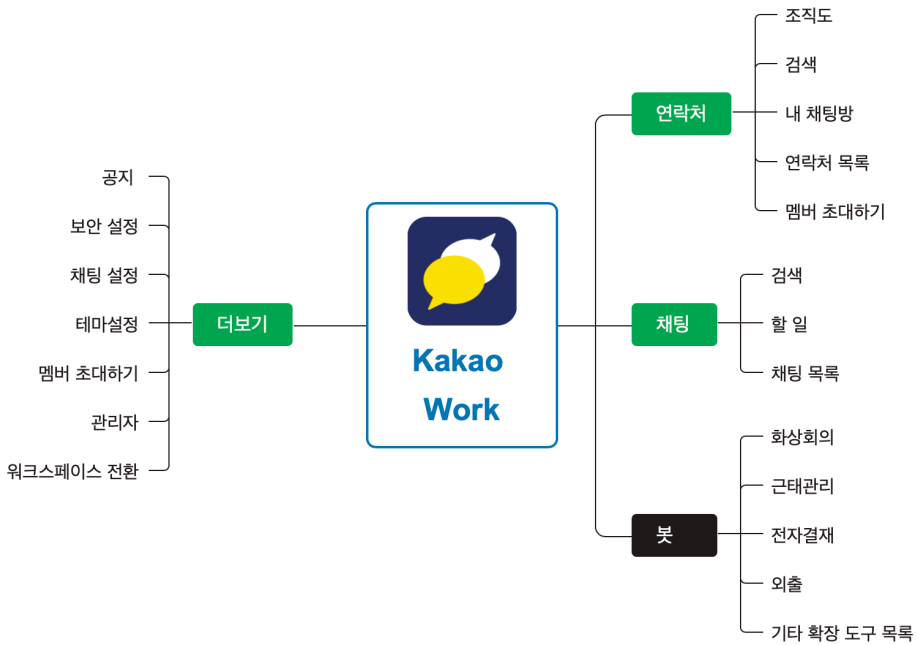 Kakao
Work
연락처
조직도
검색
내 채팅방
연락처 목록
멤버 초대하기
채팅
검색
할 일
채팅 목록
봇
화상회의
근태관리
전자결재
외출
기타 확장 도구 목록
더보기
공지
보안 설정
채팅 설정
테마설정
멤버 초대하기
관리자
워크스페이스 전환